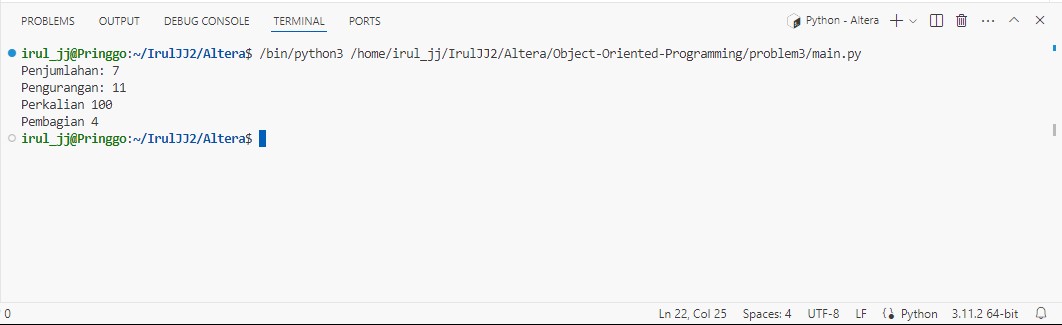 PROBLEMS OUTPUT DEBUG CONSOLE TERMINAL PORTS Python - Altera
irul_jj@Pringgo:~/IrulJJ2/Altera$ /bin/python3 /home/irul_jj/IrulJJ2/Altera/Object-Oriented-Programming/problem3/main.py
Penjumlahan: 7
Pengurangan: 11
Perkalian 100
Pembagian 4
irul_jj@Pringgo:~/IrulJJ2/Altera$
0 Ln 22, Col 25 Spaces: 4 UTF-8 LF Python 3.11.2 64-bit